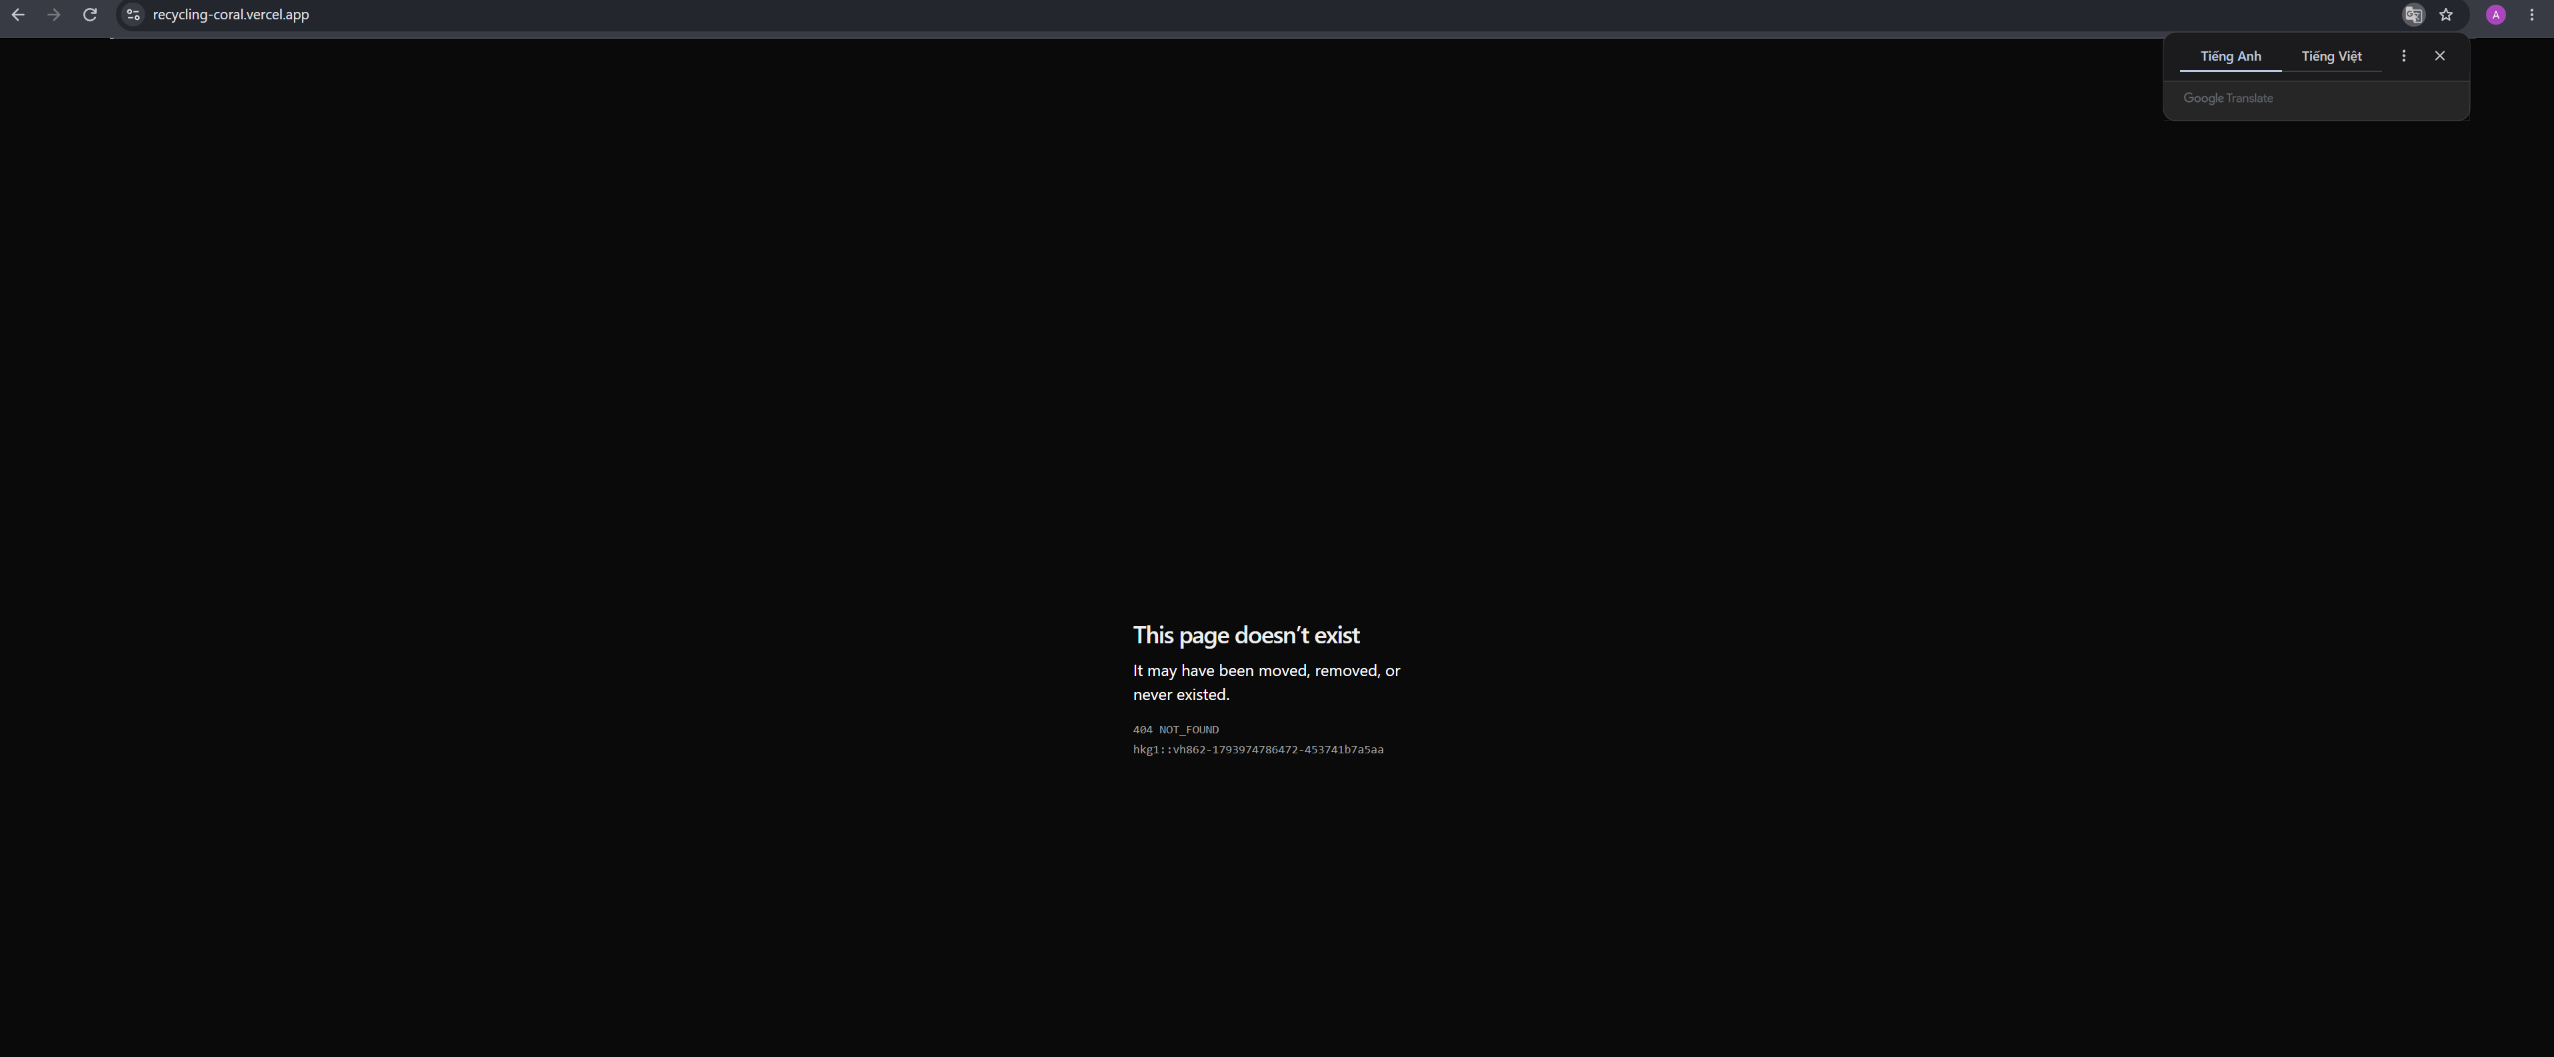 recycling-coral.vercel.app
A
Tiếng Anh Tiếng Việt
Google Translate
This page doesn’t exist
It may have been moved, removed, or
never existed.
404 NOT_FOUND
hkg1::vh862-1793974786472-453741b7a5aa